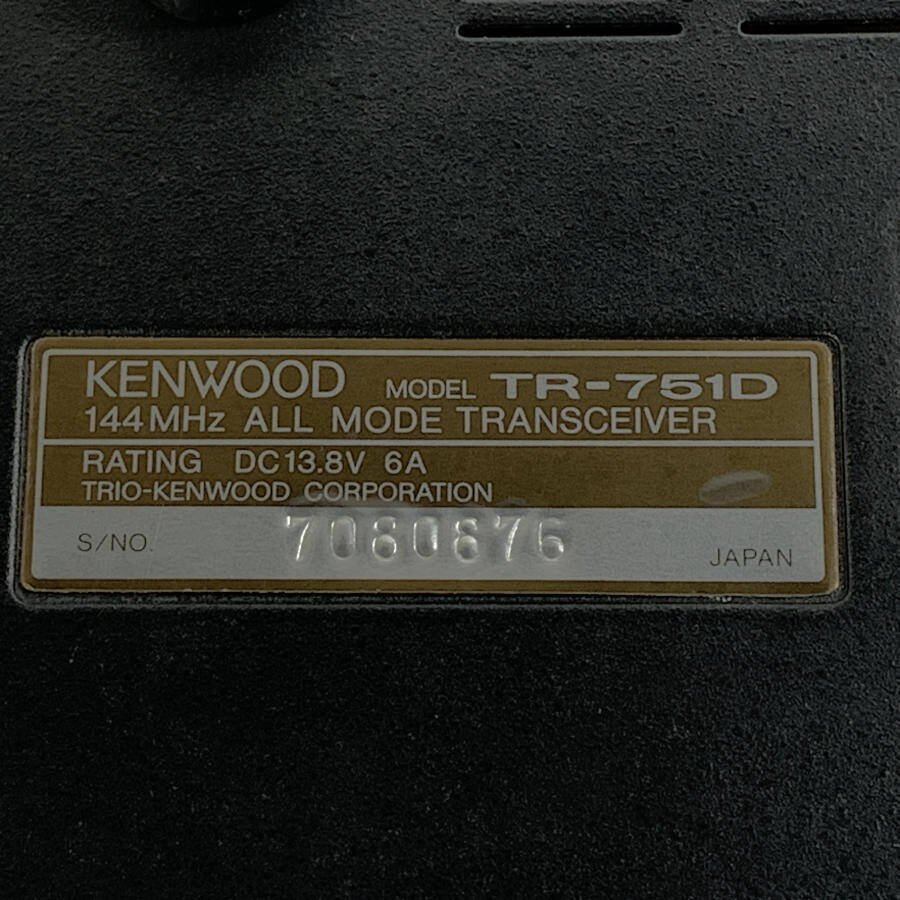 KENWOOD MODEL TR-751D
144MHz ALL MODE TRANSCEIVER
RATING DC13.8V 6A
TRIO-KENWOOD CORPORATION
S/NO. 7080876
JAPAN